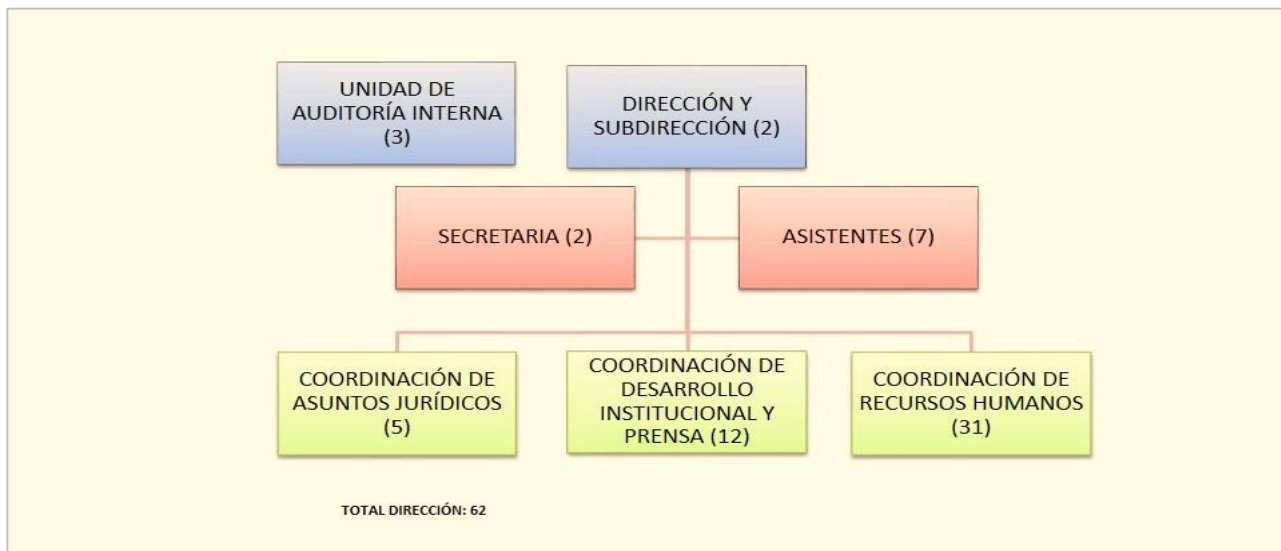 UNIDAD DE
AUDITORÍA INTERNA
(3)
DIRECCIÓN Y
SUBDIRECCIÓN (2)
SECRETARIA (2)
ASISTENTES (7)
COORDINACIÓN DE
ASUNTOS JURÍDICOS
(5)
COORDINACIÓN DE
DESARROLLO
INSTITUCIONAL Y
PRENSA (12)
COORDINACIÓN DE
RECURSOS HUMANOS
(31)
TOTAL DIRECCIÓN: 62